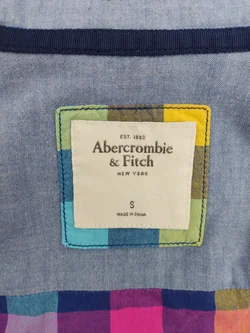 EST. 1892
Abercrombie
& Fitch
NEW YORK
S
MADE IN CHINA